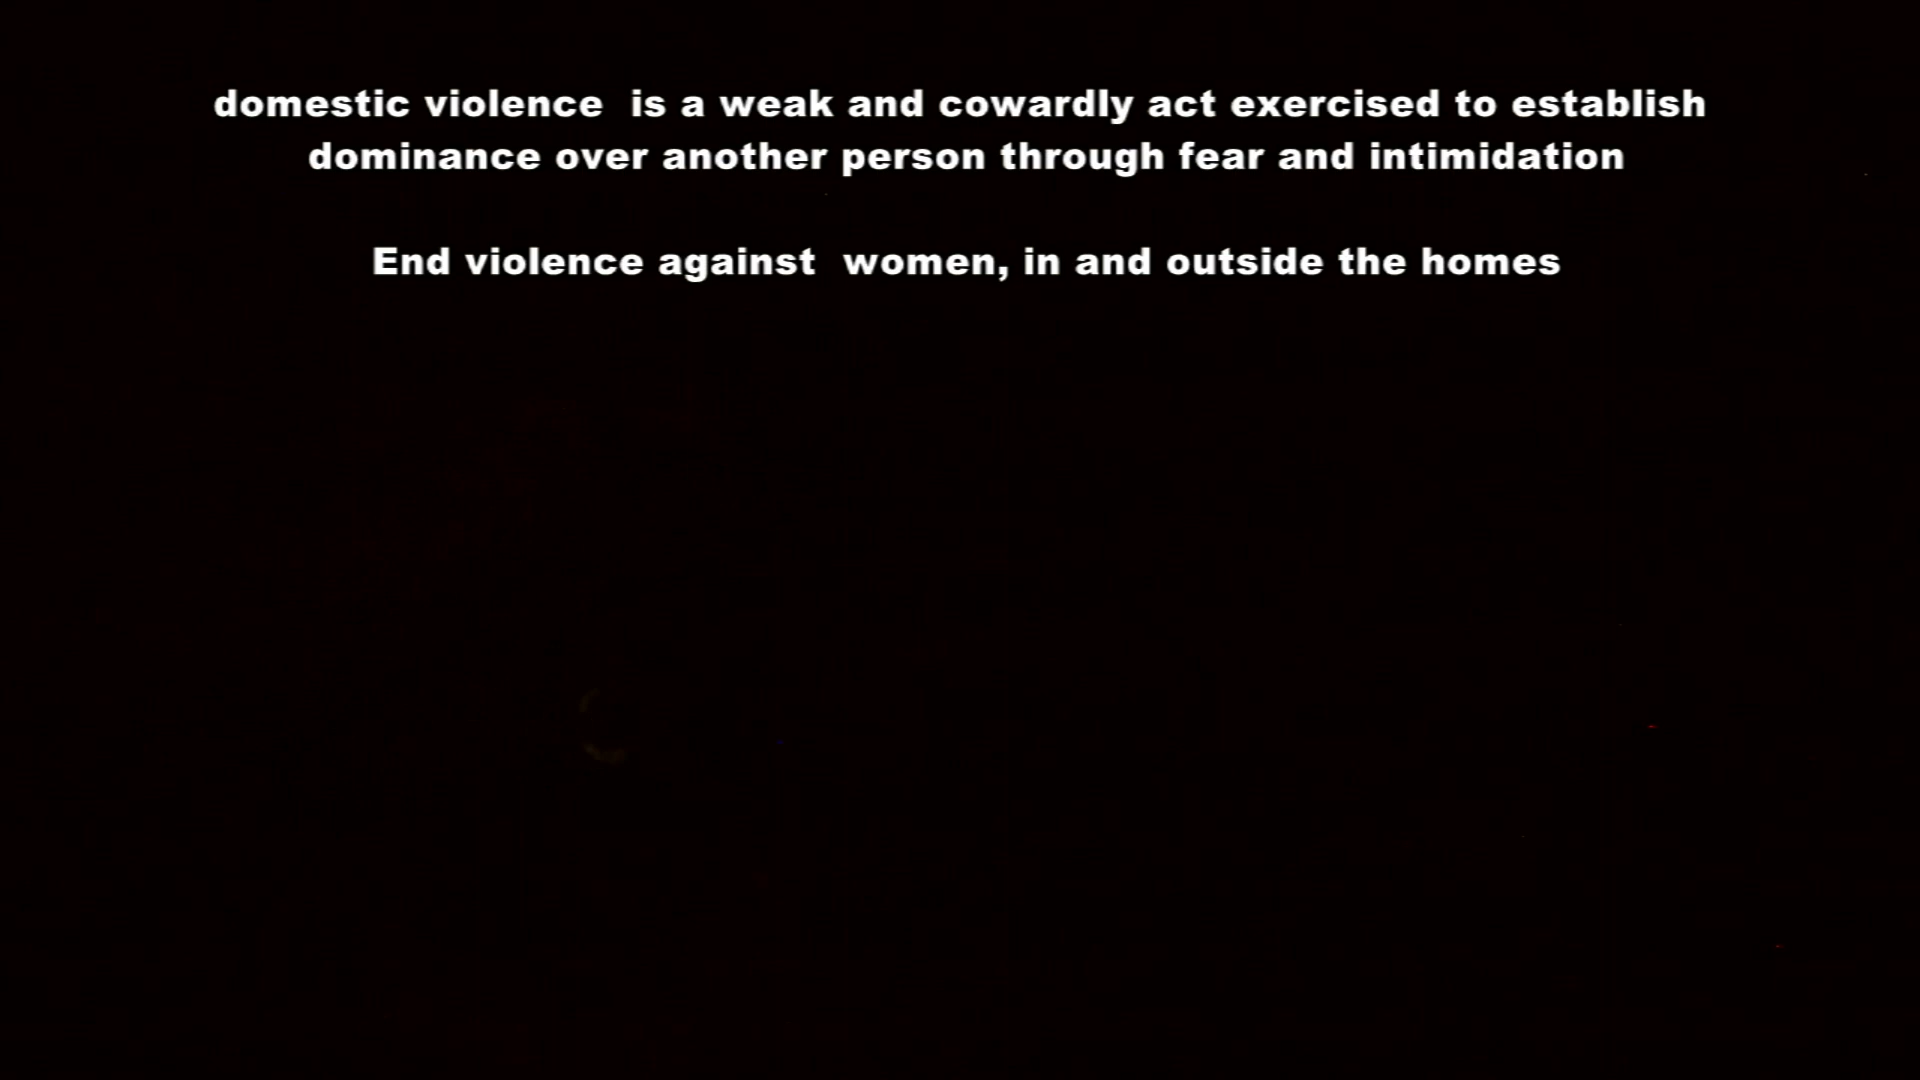 domestic violence  is a weak and cowardly act exercised to establish
dominance over another person through fear and intimidation
End violence against  women, in and outside the homes